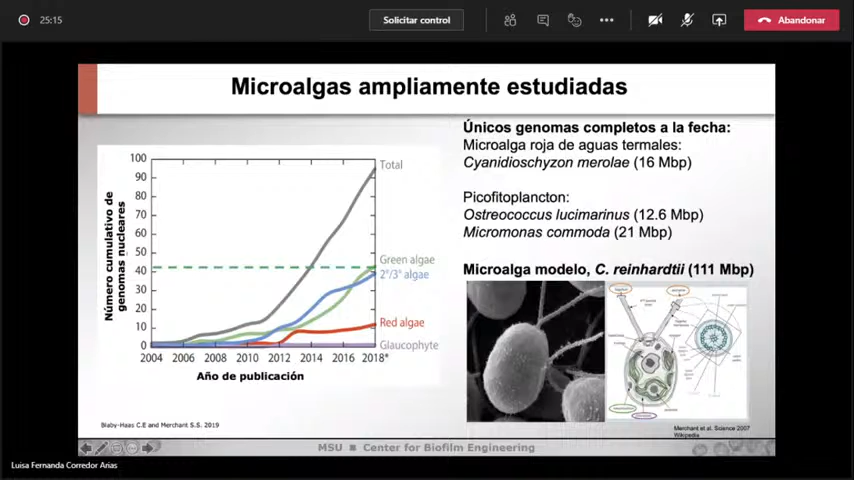 25:15
Solicitar control
Abandonar
Microalgas ampliamente estudiadas
Número cumulativo de
genomas nucleares
100
90
80
70
60
50
40
30
20
10
0
2004
2006
2008
2010
2012
2014
2016
2018*
Año de publicación
Total
Green algae
2°/3° algae
Red algae
Glaucophyte
Blaby-Haas C.E and Merchant S.S. 2019
Únicos genomas completos a la fecha:
Microalga roja de aguas termales:
Cyanidioschyzon merolae (16 Mbp)
Picofitoplancton:
Ostreococcus lucimarinus (12.6 Mbp)
Micromonas commoda (21 Mbp)
Microalga modelo, C. reinhardtii (111 Mbp)
Merchant et al. Science 2007
Wikipedia
MSU Center for Biofilm Engineering
Luisa Fernanda Corredor Arias